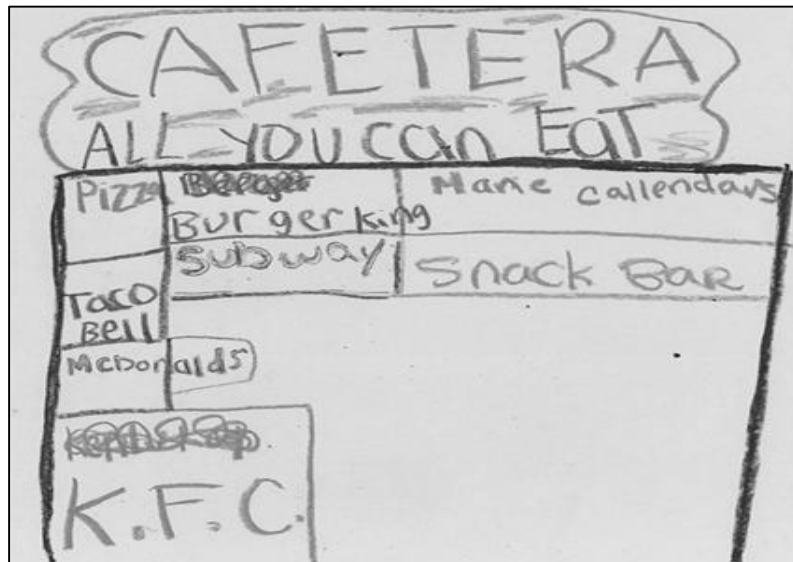 CAFETERA
ALL YOU can EaT
Pizza
Burger King
Marie callendars
Subway
Snack Bar
Taco
Bell
McDonalds
K.F.C.